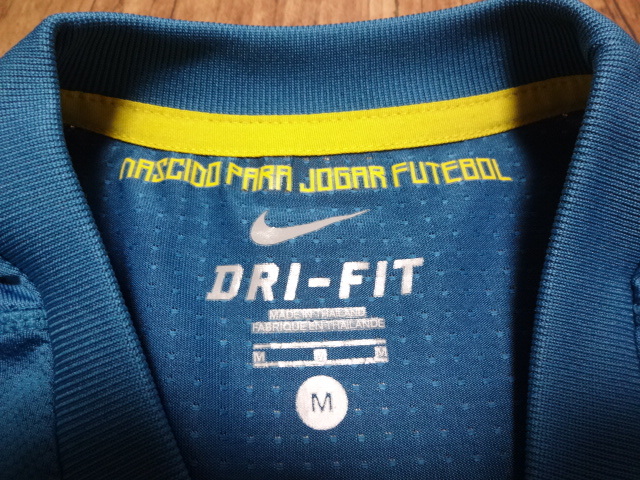 NASCIDO PARA JOGAR FUTEBOL
DRI-FIT
MADE IN THAILAND
FABRIQUE EN THAILANDE
M M
M